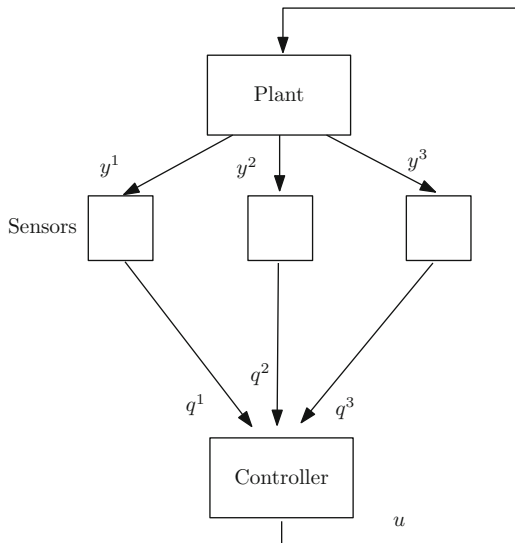 Plant
y¹ y² y³
Sensors
q¹ q² q³
Controller
u